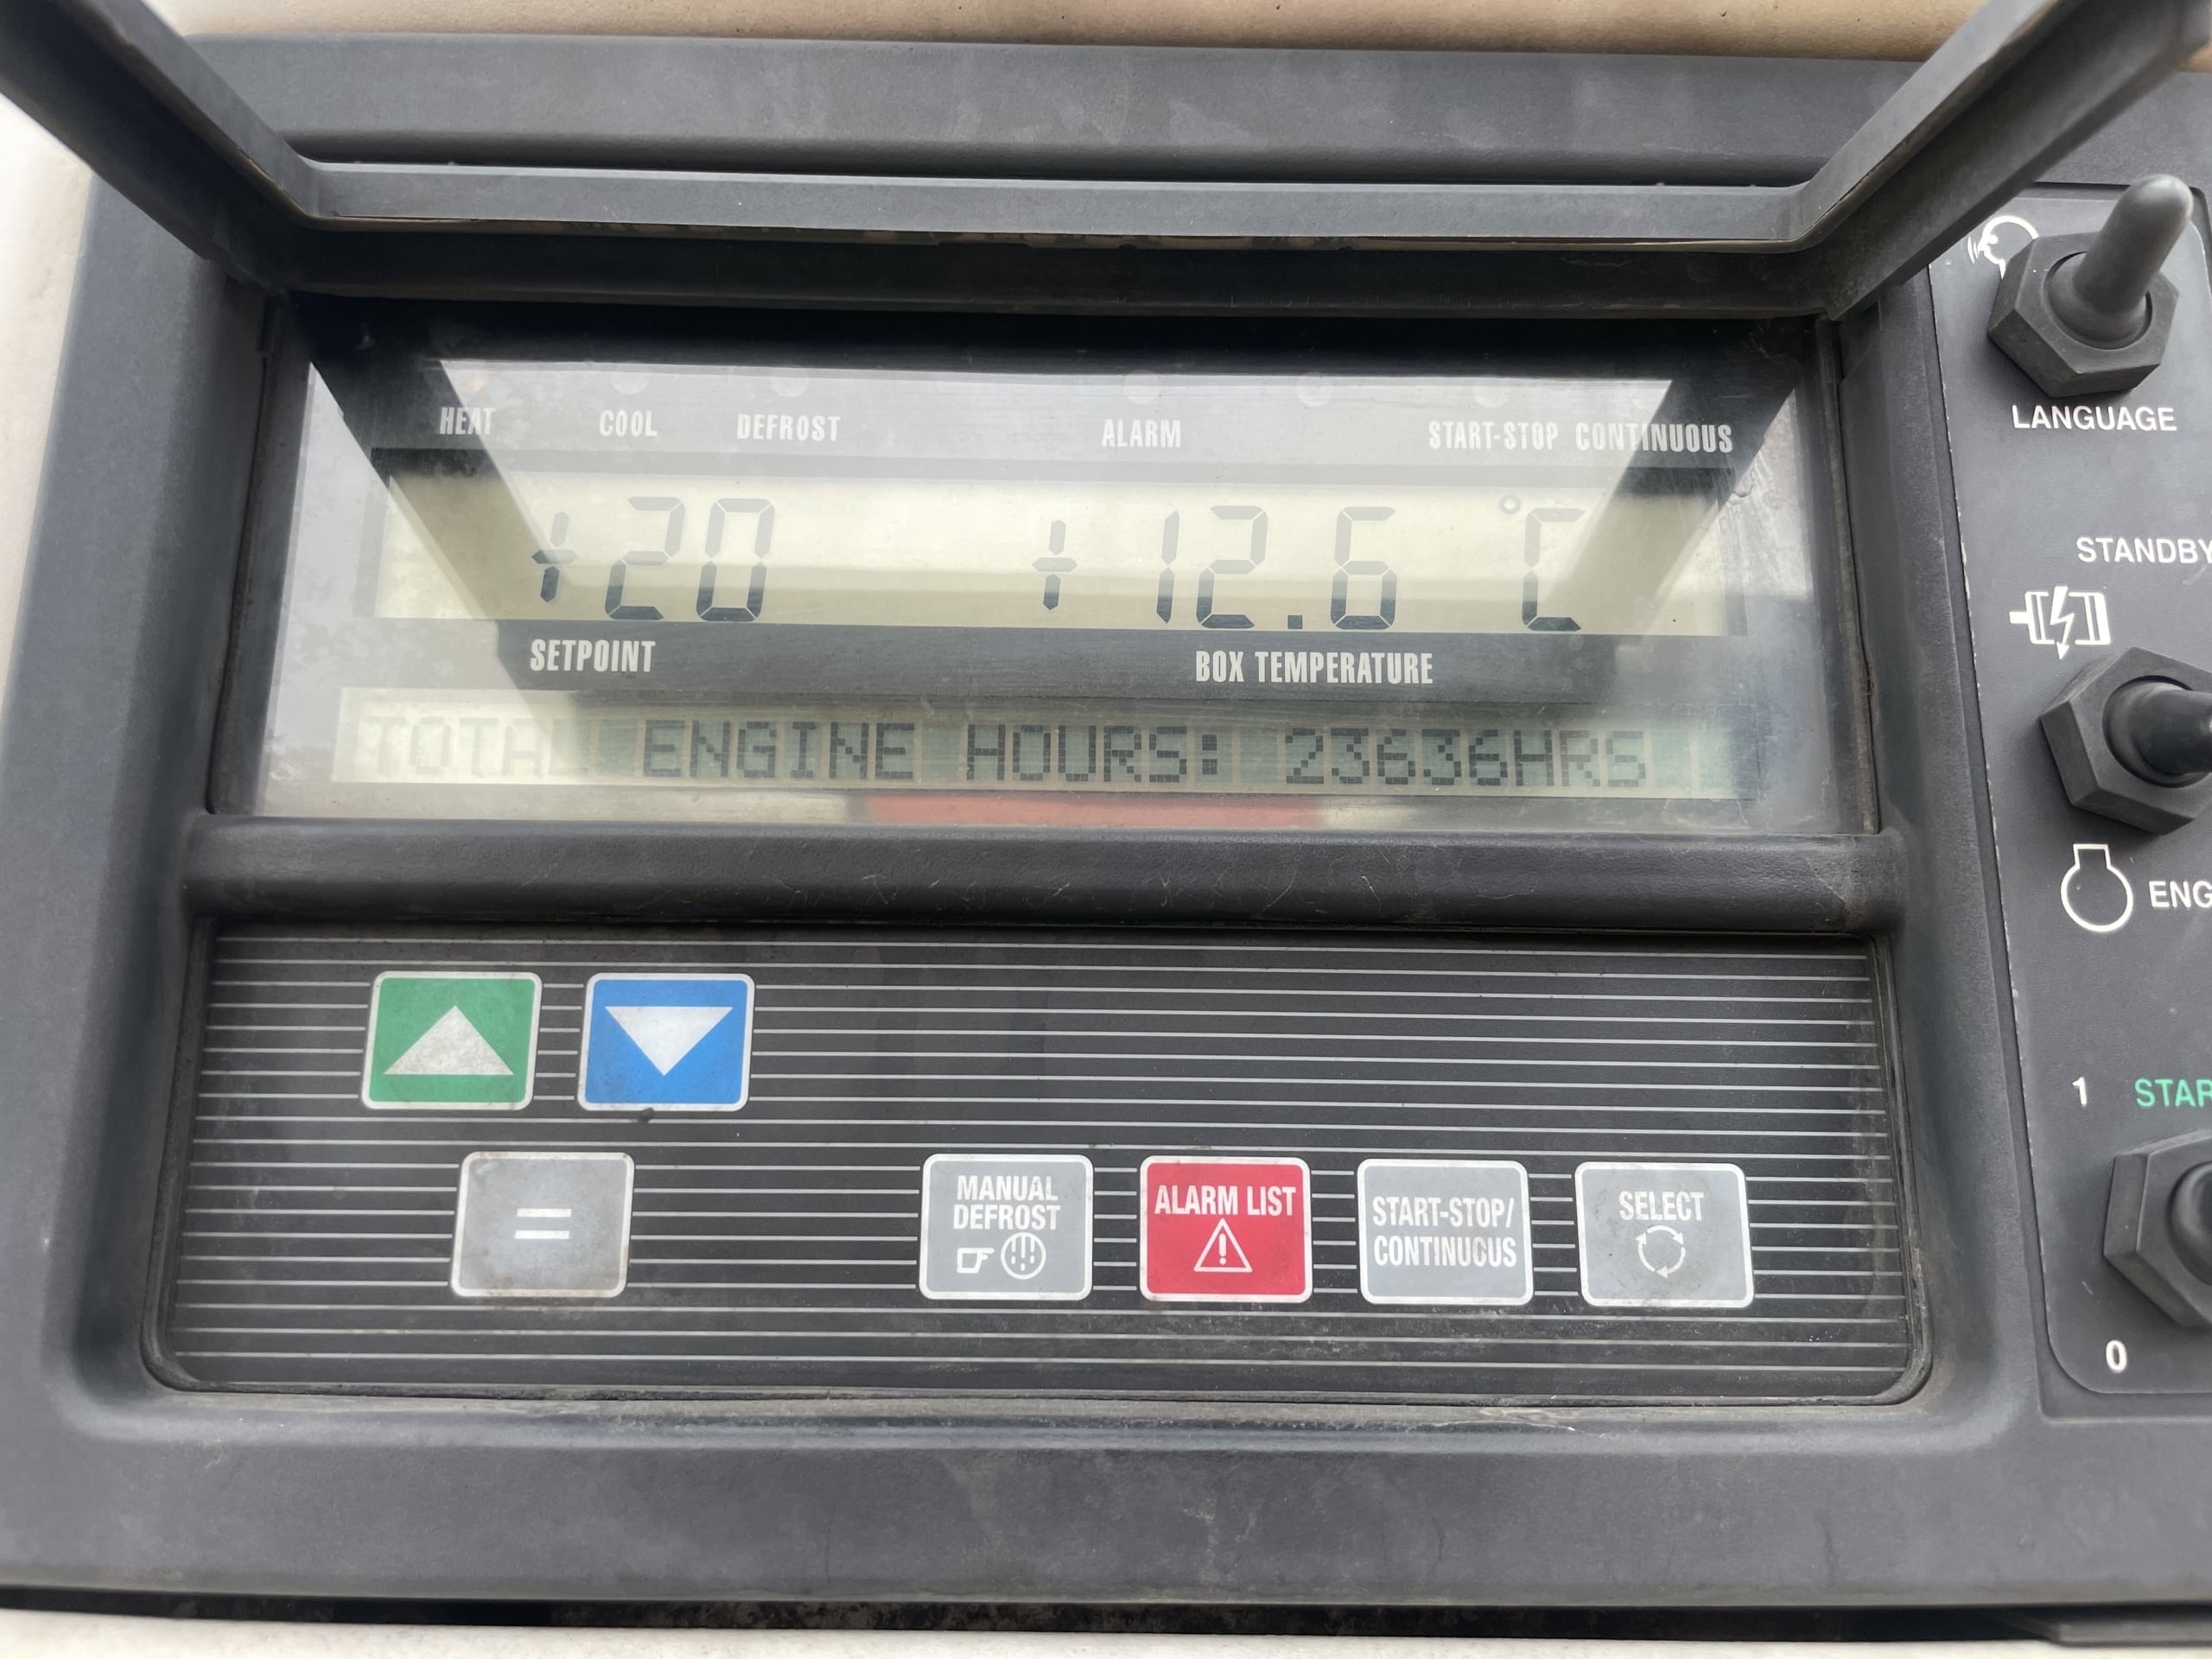 HEAT COOL DEFROST ALARM START-STOP CONTINUOUS
+20 +12.6 °C
SETPOINT BOX TEMPERATURE
TOTAL ENGINE HOURS: 23636HRS
MANUAL DEFROST
ALARM LIST
START-STOP/
CONTINUOUS
SELECT
LANGUAGE
STANDBY
ENG
1 STAR
0